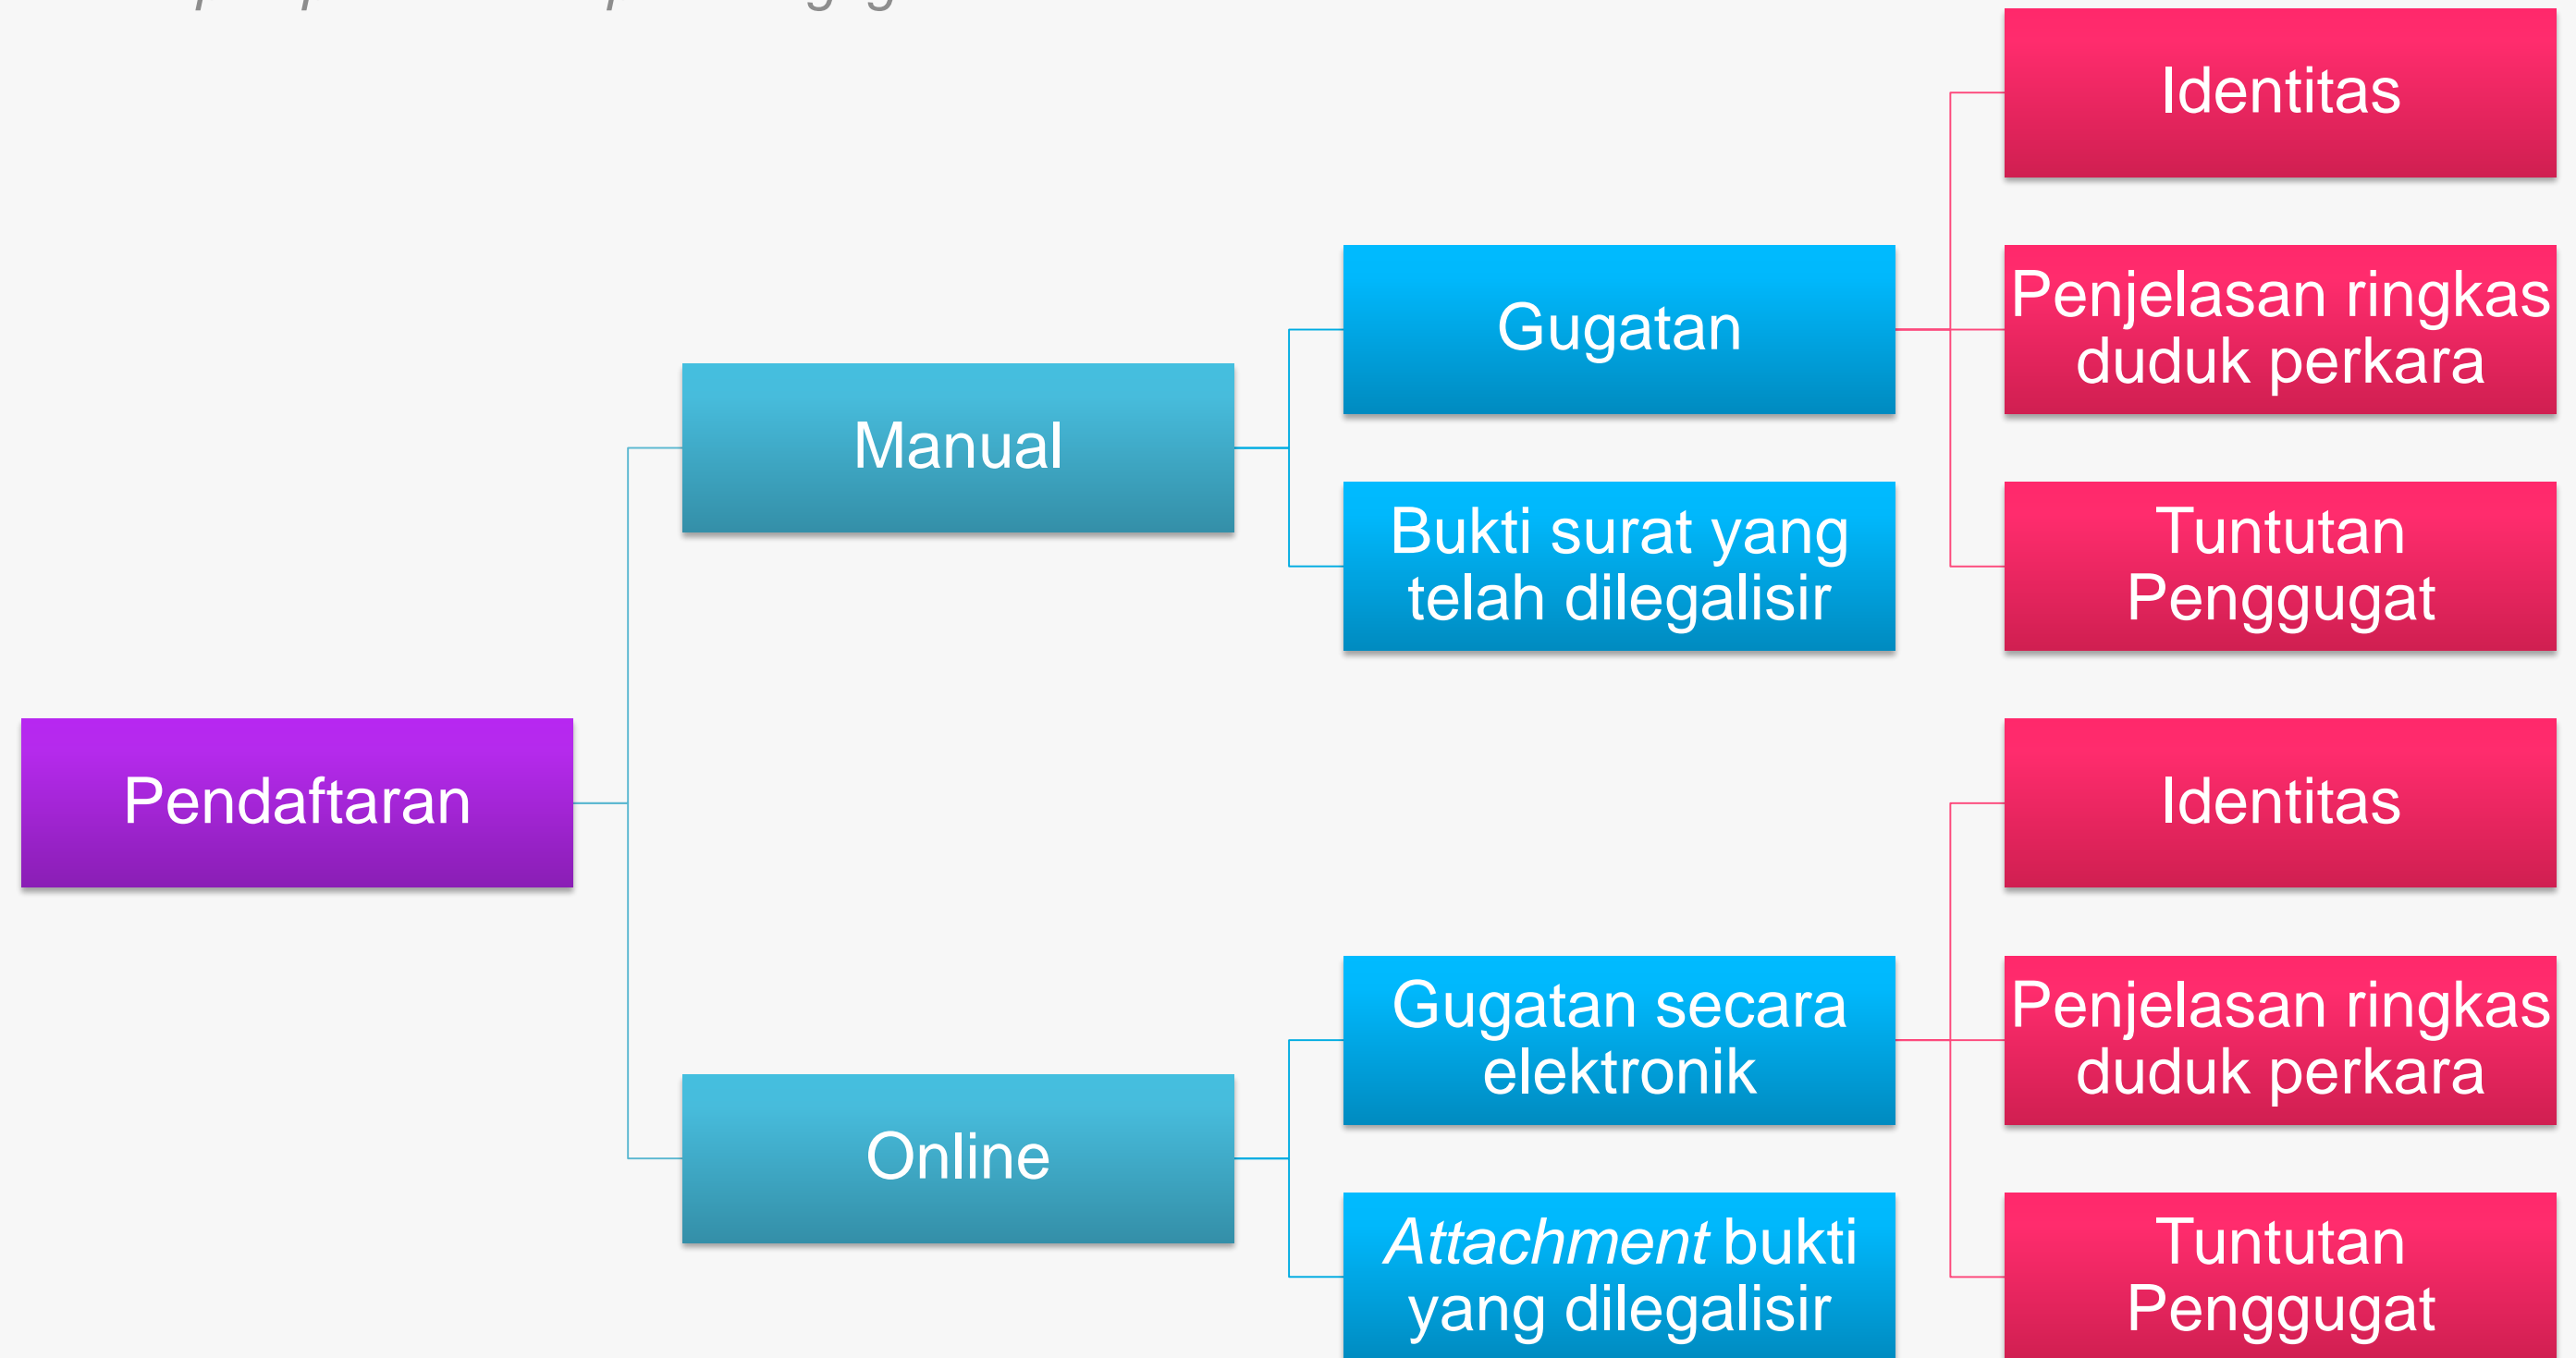 Identitas
Penjelasan ringkas
duduk perkara
Gugatan
Manual
Bukti surat yang
telah dilegalisir
Tuntutan
Penggugat
Pendaftaran
Identitas
Gugatan secara
elektronik
Penjelasan ringkas
duduk perkara
Online
Attachment bukti
yang dilegalisir
Tuntutan
Penggugat